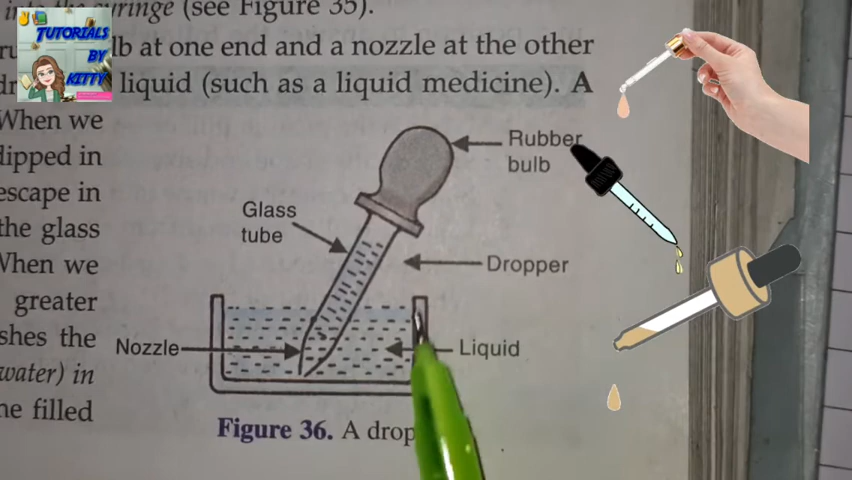 into the syringe (see Figure 35).
TUTORIALS
BY
KITTY
lb at one end and a nozzle at the other
liquid (such as a liquid medicine). A
When we
dipped in
escape in
the glass
When we
greater
shes the
water) in
ne filled
Rubber
bulb
Glass
tube
Dropper
Nozzle
Liquid
Figure 36. A drop